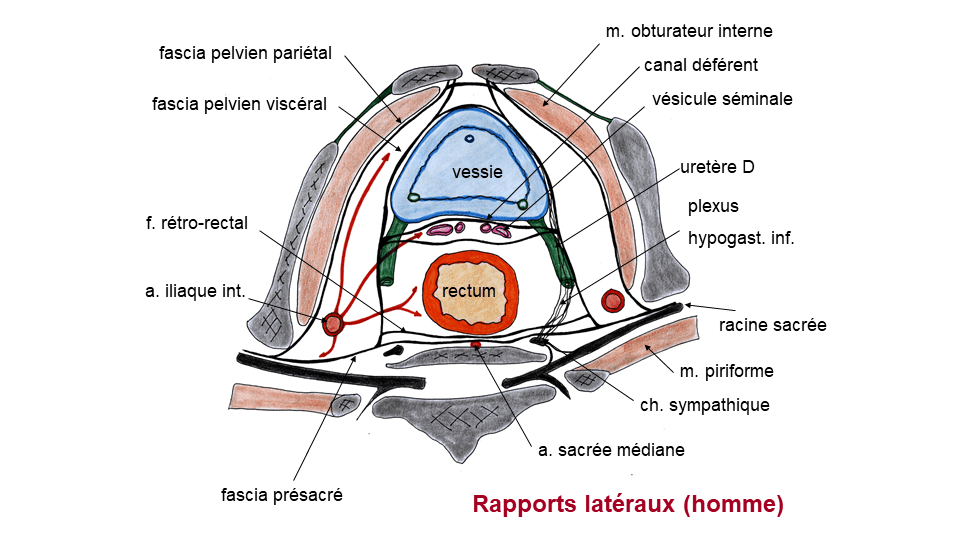 m. obturateur interne
fascia pelvien pariétal
canal déférent
fascia pelvien viscéral
vésicule séminale
vessie
uretère D
plexus
hypogast. inf.
f. rétro-rectal
a. iliaque int.
rectum
racine sacrée
m. piriforme
ch. sympathique
a. sacrée médiane
fascia présacré
Rapports latéraux (homme)